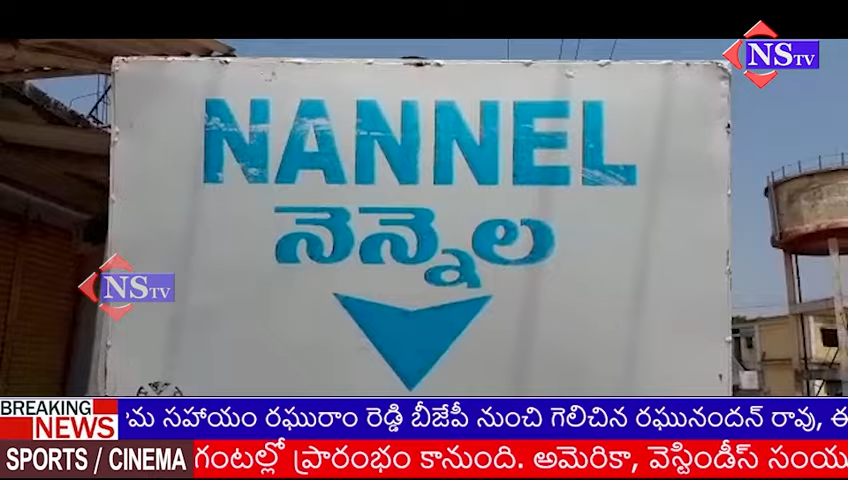 NSTV
NANNEL
నెన్నెల
NSTV
BREAKING NEWS
సహాయం రఘురాం రెడ్డి బీజేపీ నుంచి గెలిచిన రఘునందన్ రావు, ఈ
SPORTS / CINEMA
గంటల్లో ప్రారంభం కానుంది. అమెరికా, వెస్టిండీస్ సంయ